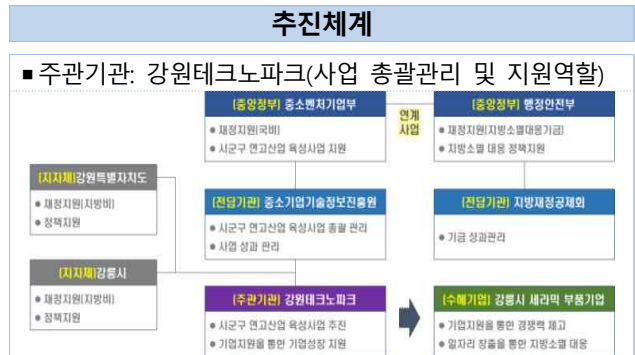 추진체계
▪주관기관: 강원테크노파크(사업 총괄관리 및 지원역할)
(중앙정부) 중소벤처기업부
● 재정지원(국비)
● 시군구 연고산업 육성사업 지원
연계
사업
(중앙정부) 행정안전부
● 재정지원(지방소멸대응기금)
● 지방소멸 대응 정책지원
(지자체)강원특별자치도
● 재정지원(지방비)
● 정책지원
(전담기관) 중소기업기술정보진흥원
● 시군구 연고산업 육성사업 총괄 관리
● 사업 성과 관리
(전담기관) 지방재정공제회
● 기금 성과관리
(지자체)강릉시
● 재정지원(지방비)
● 정책지원
(주관기관) 강원테크노파크
● 시군구 연고산업 육성사업 추진
● 기업지원을 통한 기업성장 지원
(수혜기업) 강릉시 세라믹 부품기업
● 기업지원을 통한 경쟁력 제고
● 일자리 창출을 통한 지방소멸 대응